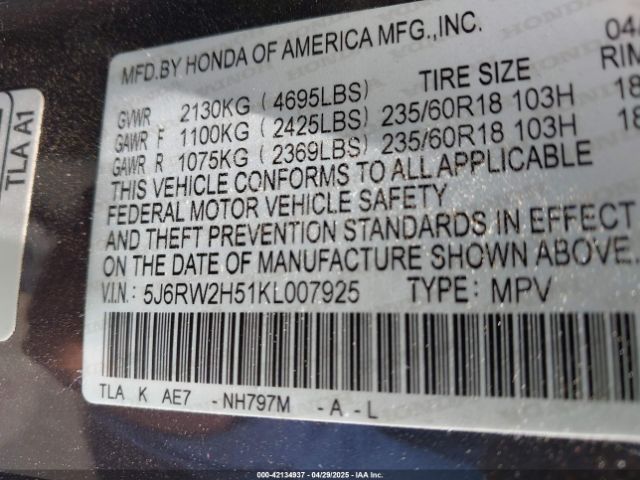 TLA A1
MFD.BY HONDA OF AMERICA MFG.,INC. 04
TIRE SIZE RIM
GVWR 2130KG (4695LBS)
GAWR F 1100KG (2425LBS) 235/60R18 103H 18
GAWR R 1075KG (2369LBS) 235/60R18 103H 18
THIS VEHICLE CONFORMS TO ALL APPLICABLE
FEDERAL MOTOR VEHICLE SAFETY
AND THEFT PREVENTION STANDARDS IN EFFECT
ON THE DATE OF MANUFACTURE SHOWN ABOVE.
V.I.N.: 5J6RW2H51KL007925 TYPE: MPV
TLA K AE7 -NH797M -A-L
000-42134937 - 04/29/2025 - IAA Inc.